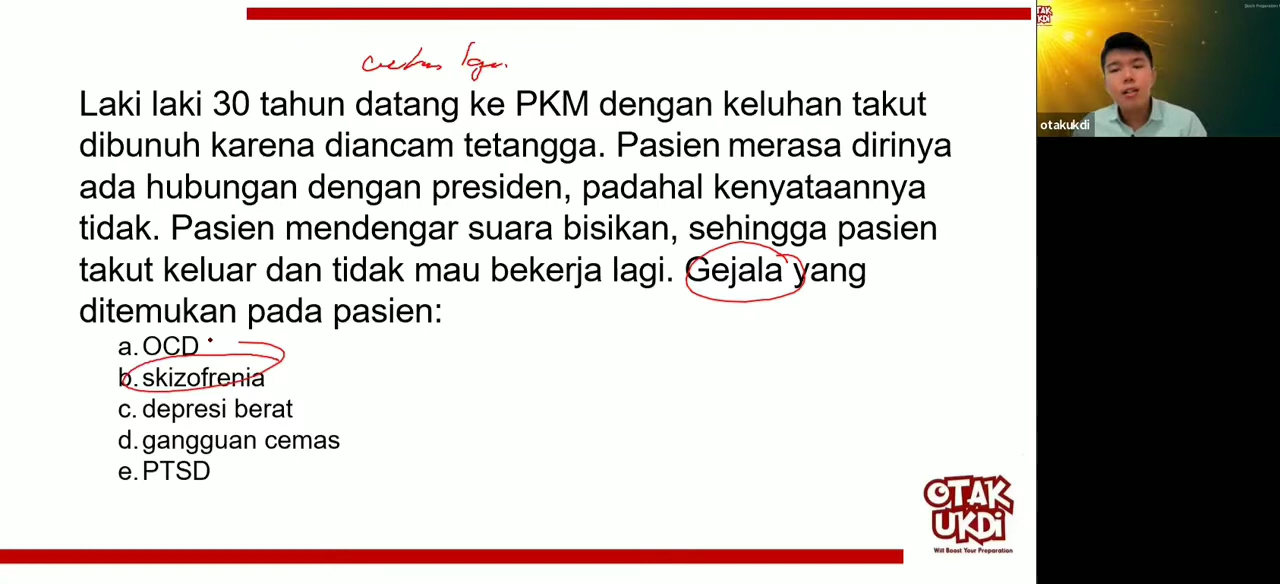 Laki laki 30 tahun datang ke PKM dengan keluhan takut
dibunuh karena diancam tetangga. Pasien merasa dirinya
ada hubungan dengan presiden, padahal kenyataannya
tidak. Pasien mendengar suara bisikan, sehingga pasien
takut keluar dan tidak mau bekerja lagi. Gejala yang
ditemukan pada pasien:
a. OCD
b. skizofrenia
c. depresi berat
d. gangguan cemas
e. PTSD
OTAK
UKDi
Will Boost Your Preparation
otakukdi